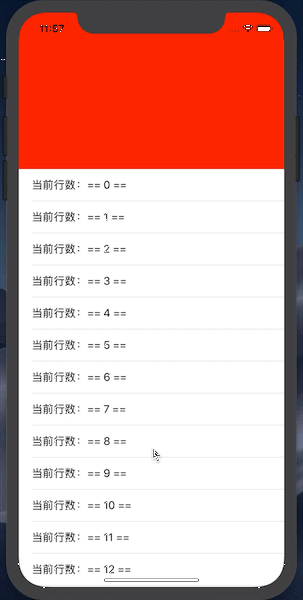 11:57
当前行数：== 0 ==
当前行数：== 1 ==
当前行数：== 2 ==
当前行数：== 3 ==
当前行数：== 4 ==
当前行数：== 5 ==
当前行数：== 6 ==
当前行数：== 7 ==
当前行数：== 8 ==
当前行数：== 9 ==
当前行数：== 10 ==
当前行数：== 11 ==
当前行数：== 12 ==